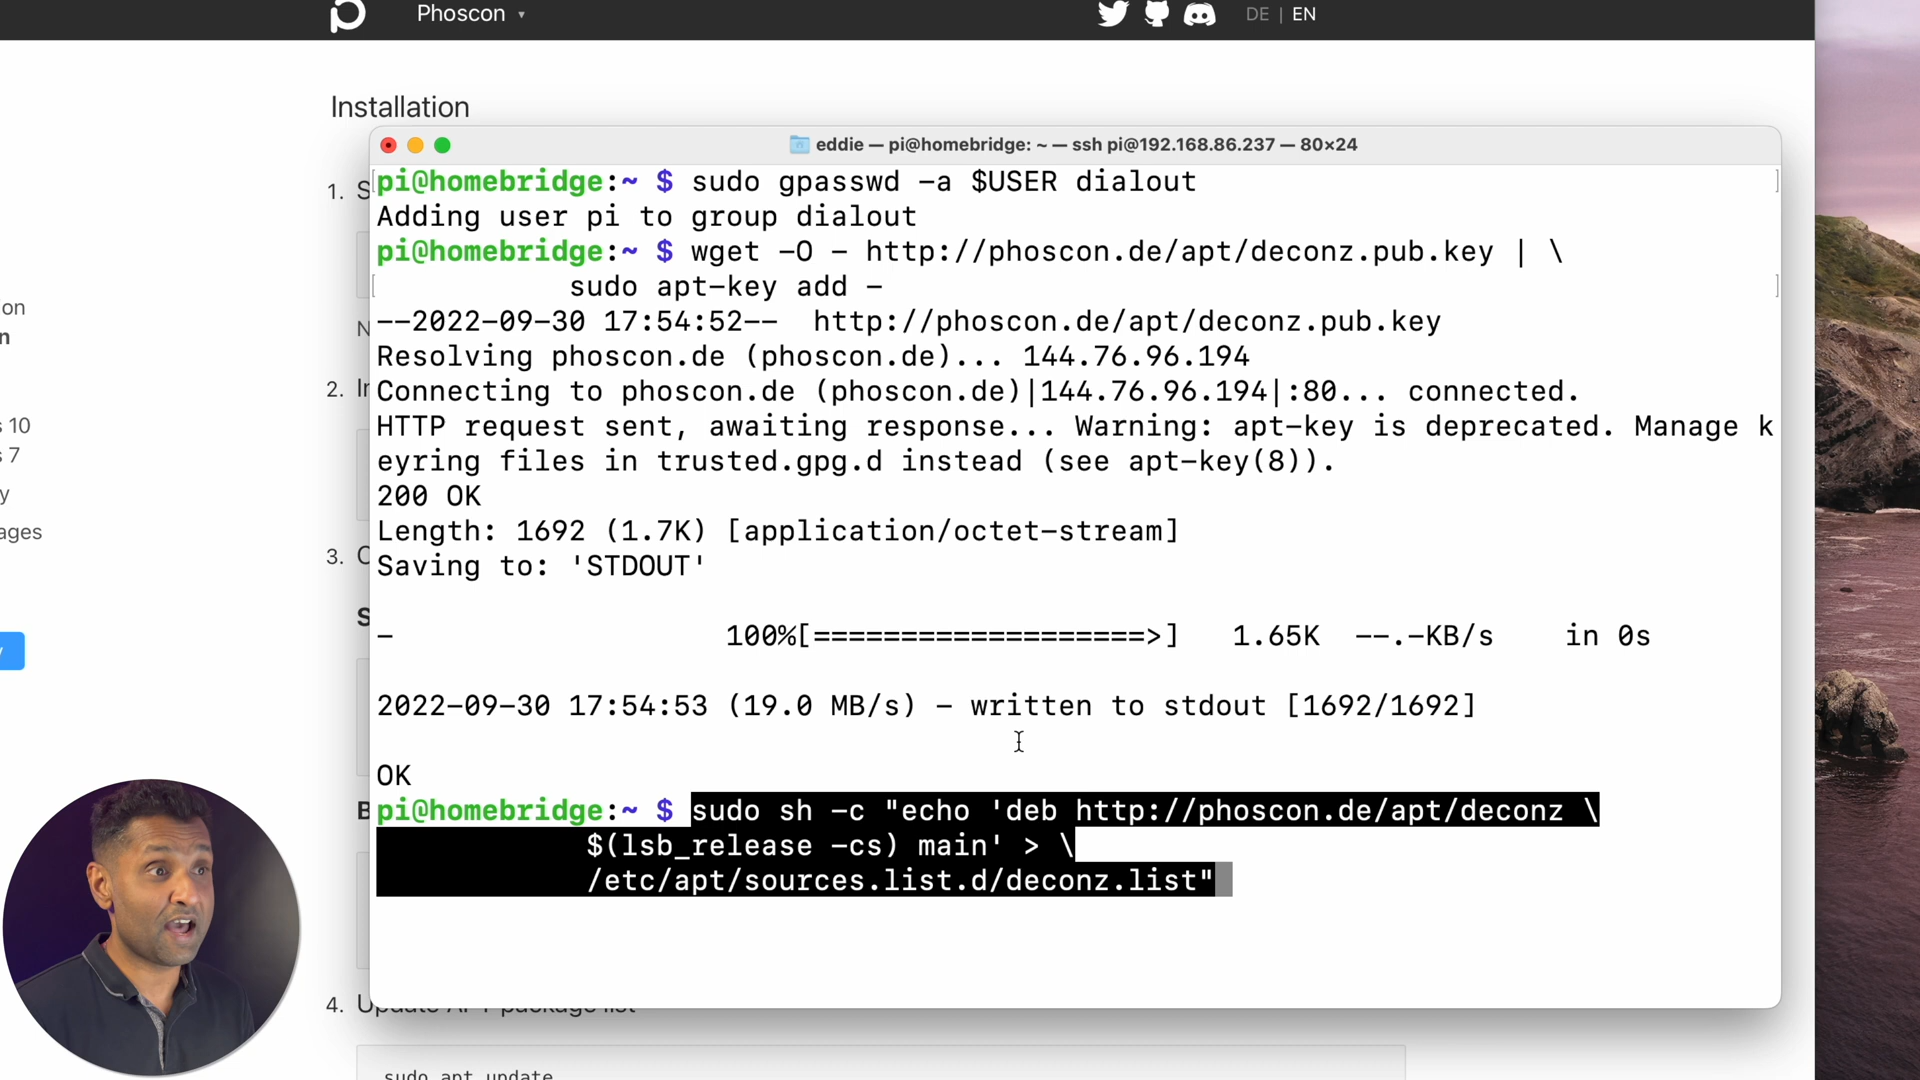 Phoscon
DE | EN
Installation
eddie — pi@homebridge: ~ — ssh pi@192.168.86.237 — 80×24
pi@homebridge:~ $ sudo gpasswd -a $USER dialout
Adding user pi to group dialout
pi@homebridge:~ $ wget -O - http://phoscon.de/apt/deconz.pub.key | \
sudo apt-key add -
--2022-09-30 17:54:52--  http://phoscon.de/apt/deconz.pub.key
Resolving phoscon.de (phoscon.de)... 144.76.96.194
Connecting to phoscon.de (phoscon.de)|144.76.96.194|:80... connected.
HTTP request sent, awaiting response... Warning: apt-key is deprecated. Manage k
eyring files in trusted.gpg.d instead (see apt-key(8)).
200 OK
Length: 1692 (1.7K) [application/octet-stream]
Saving to: 'STDOUT'
- 100%[===================>] 1.65K --.-KB/s in 0s
2022-09-30 17:54:53 (19.0 MB/s) - written to stdout [1692/1692]
OK
pi@homebridge:~ $ sudo sh -c "echo 'deb http://phoscon.de/apt/deconz \
$(lsb_release -cs) main' > \
/etc/apt/sources.list.d/deconz.list"
1. S
N
2. I
3. C
S
B
4.
sudo apt update
on
n
s 10
s 7
y
ages